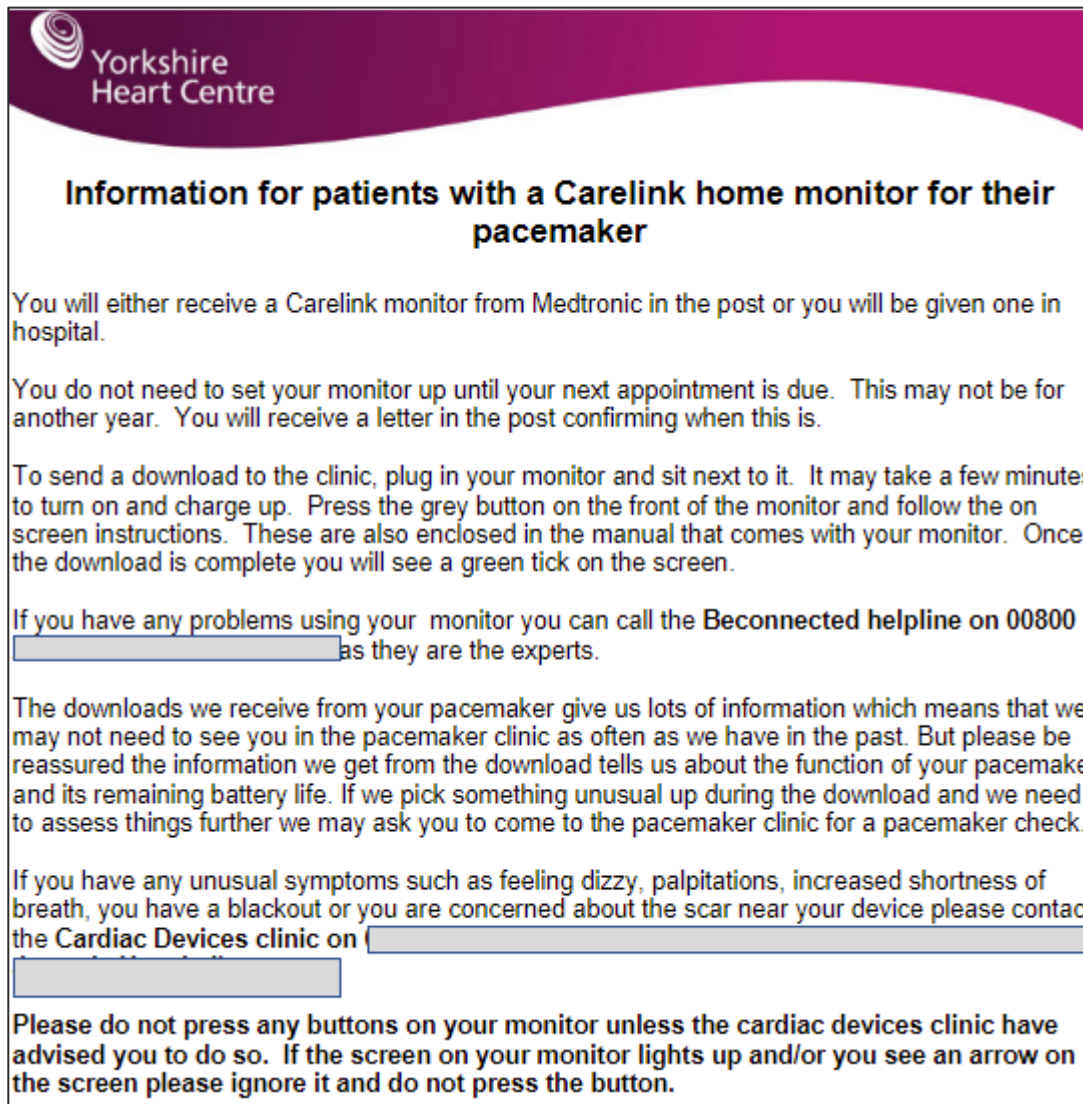 Yorkshire
Heart Centre
Information for patients with a Carelink home monitor for their
pacemaker
You will either receive a Carelink monitor from Medtronic in the post or you will be given one in
hospital.
You do not need to set your monitor up until your next appointment is due.  This may not be for
another year.  You will receive a letter in the post confirming when this is.
To send a download to the clinic, plug in your monitor and sit next to it.  It may take a few minutes
to turn on and charge up.  Press the grey button on the front of the monitor and follow the on
screen instructions.  These are also enclosed in the manual that comes with your monitor.  Once
the download is complete you will see a green tick on the screen.
If you have any problems using your  monitor you can call the Beconnected helpline on 00800
as they are the experts.
The downloads we receive from your pacemaker give us lots of information which means that we
may not need to see you in the pacemaker clinic as often as we have in the past. But please be
reassured the information we get from the download tells us about the function of your pacemake
and its remaining battery life. If we pick something unusual up during the download and we need
to assess things further we may ask you to come to the pacemaker clinic for a pacemaker check.
If you have any unusual symptoms such as feeling dizzy, palpitations, increased shortness of
breath, you have a blackout or you are concerned about the scar near your device please contac
the Cardiac Devices clinic on (
Please do not press any buttons on your monitor unless the cardiac devices clinic have
advised you to do so.  If the screen on your monitor lights up and/or you see an arrow on
the screen please ignore it and do not press the button.